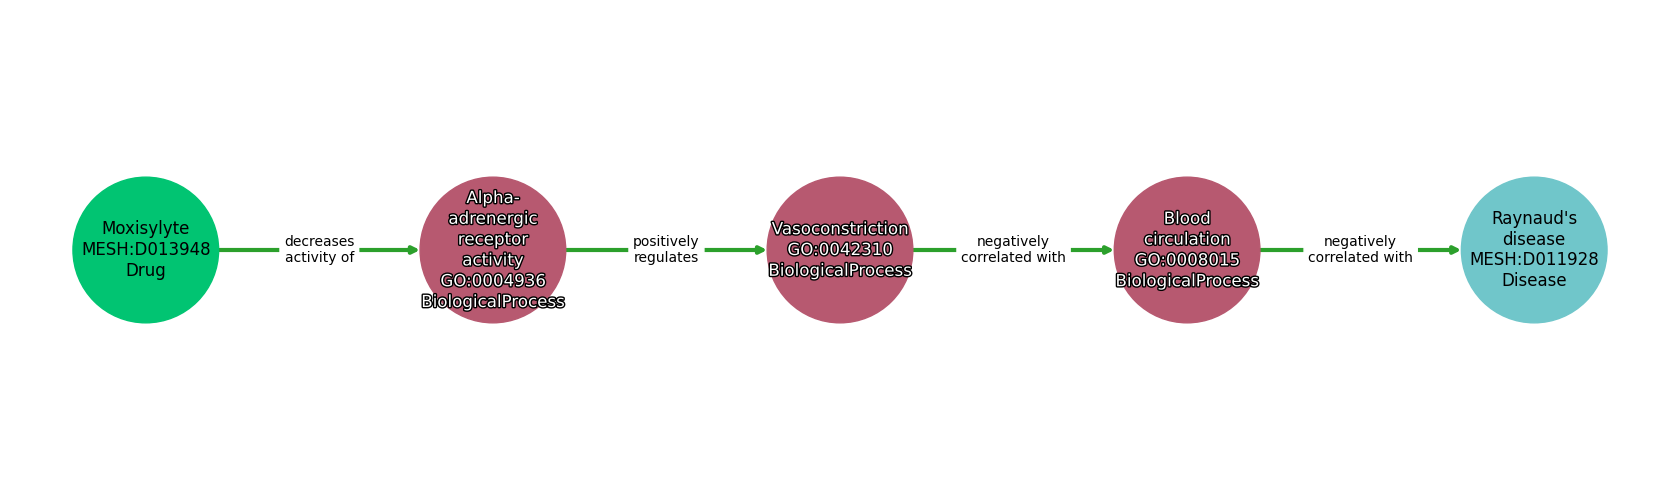 Moxisylyte
MESH:D013948
Drug
decreases
activity of
Alpha-
adrenergic
receptor
activity
GO:0004936
BiologicalProcess
positively
regulates
Vasoconstriction
GO:0042310
BiologicalProcess
negatively
correlated with
Blood
circulation
GO:0008015
BiologicalProcess
negatively
correlated with
Raynaud's
disease
MESH:D011928
Disease